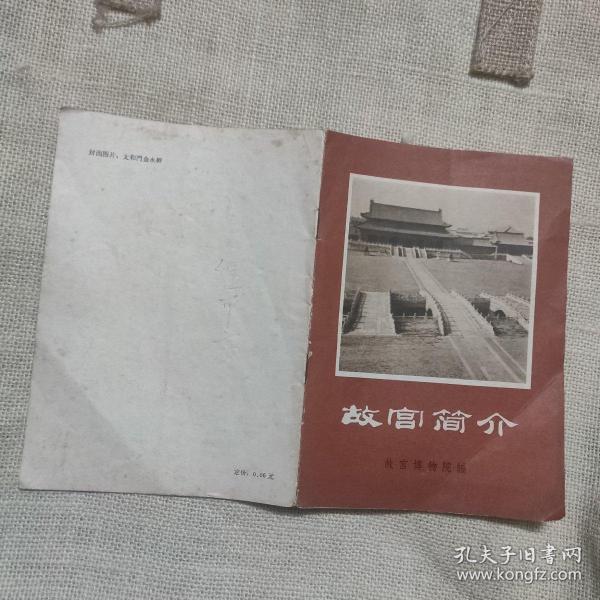 封面图片：太和門金水桥
定价：0.06元
故宫简介
故宫博物院编
孔夫子旧书网
www.kongfz.com